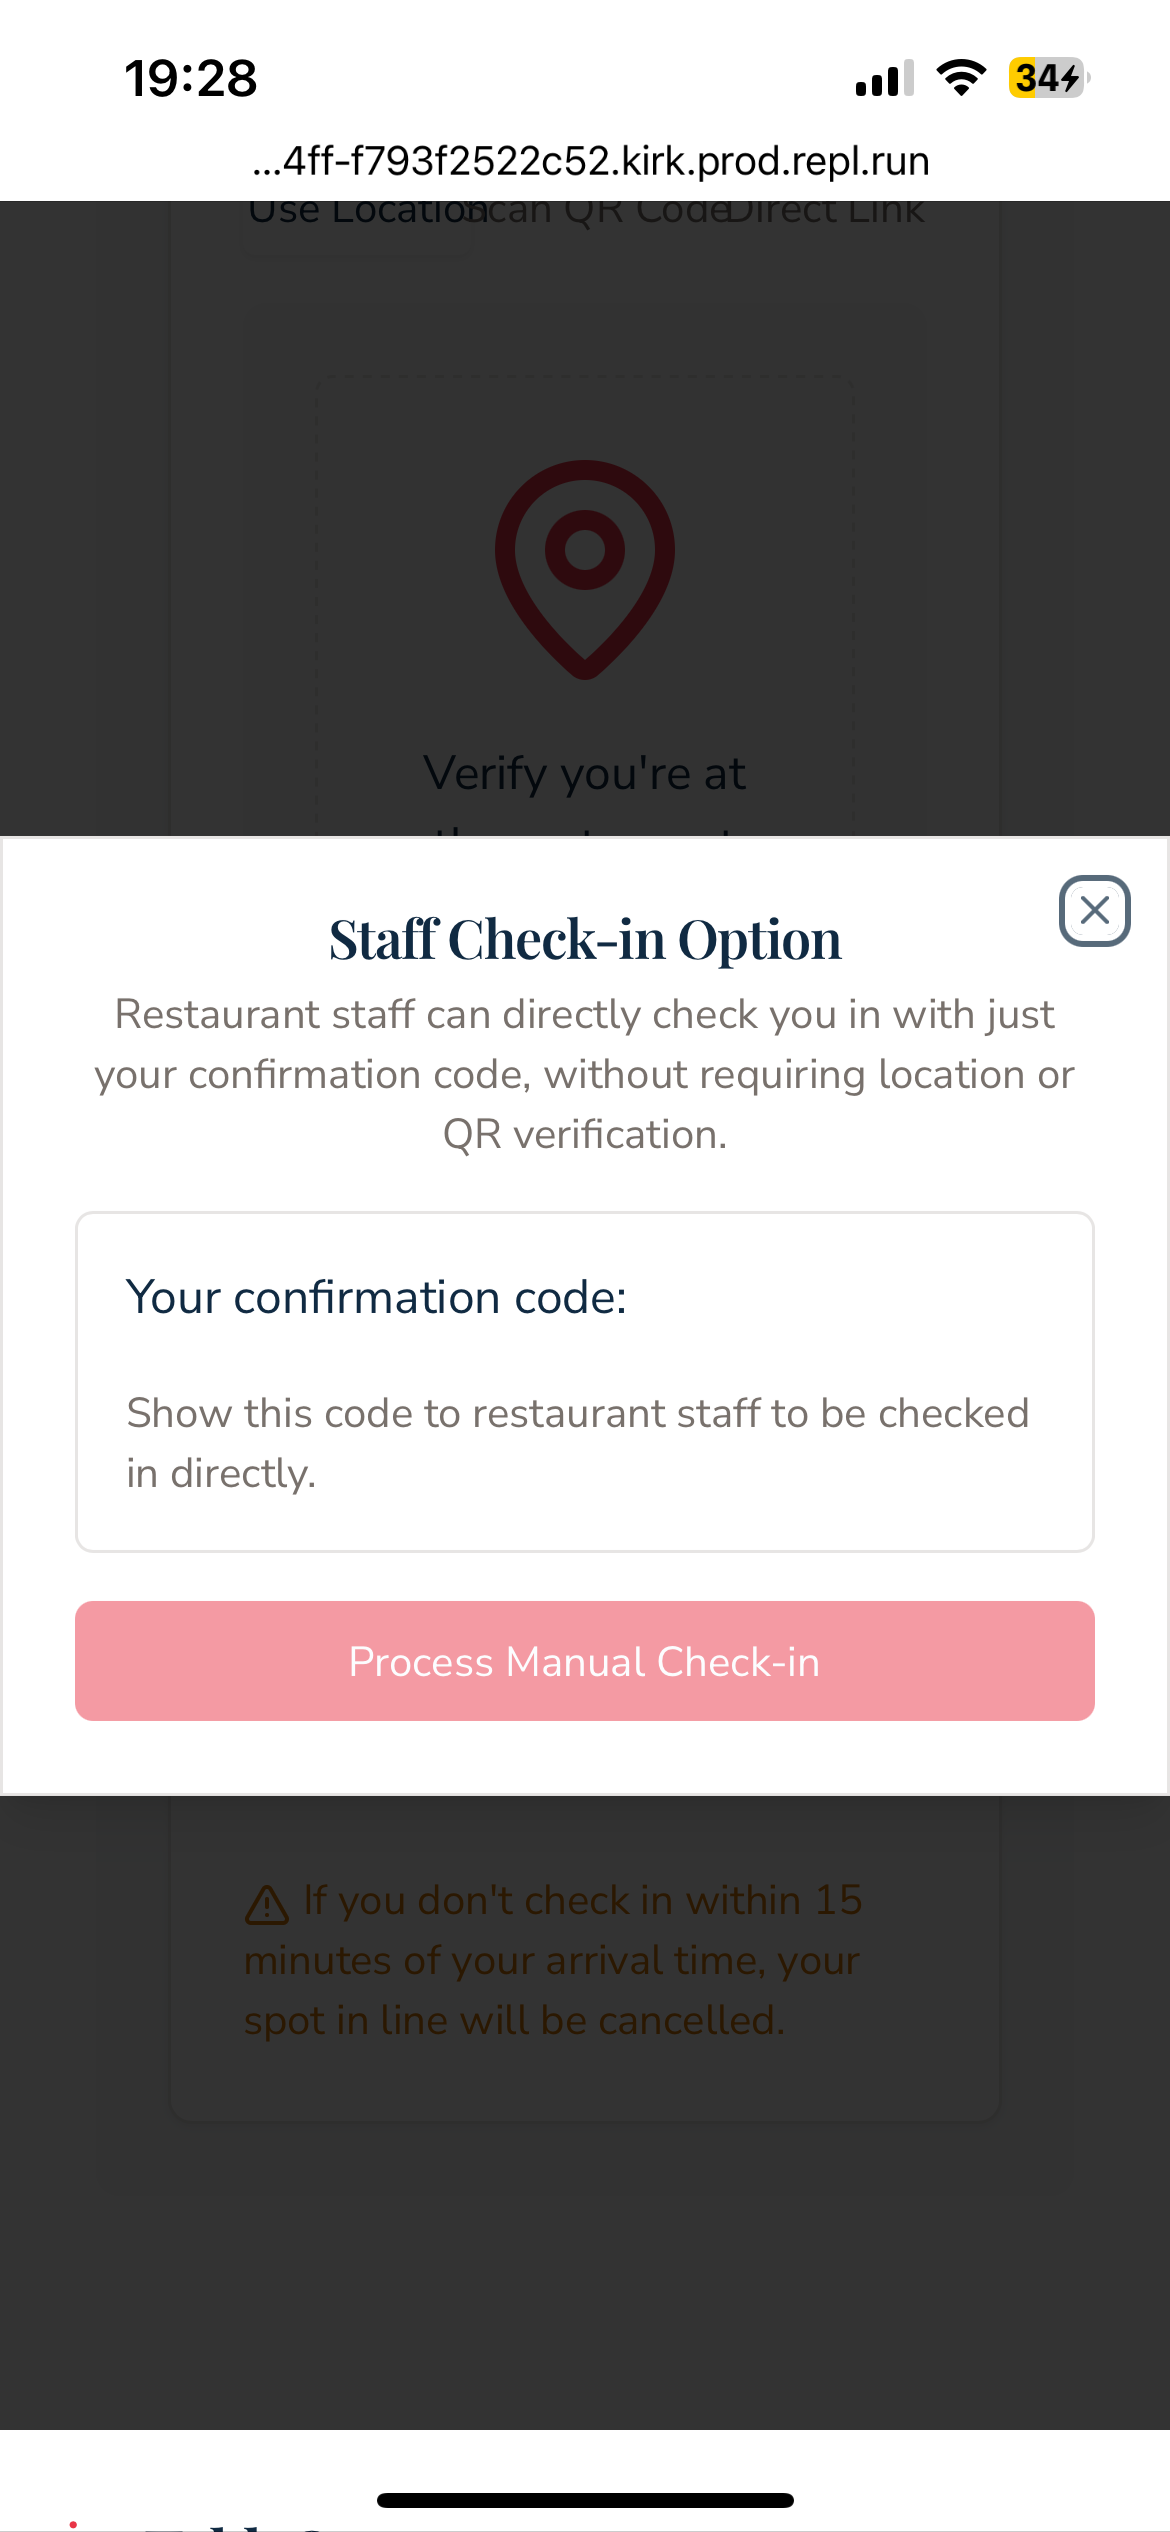 19:28
34
...4ff-f793f2522c52.kirk.prod.repl.run
Use Location Scan QR Code Direct Link
Verify you're at
Staff Check-in Option
Restaurant staff can directly check you in with just
your confirmation code, without requiring location or
QR verification.
Your confirmation code:
Show this code to restaurant staff to be checked
in directly.
Process Manual Check-in
If you don't check in within 15
minutes of your arrival time, your
spot in line will be cancelled.